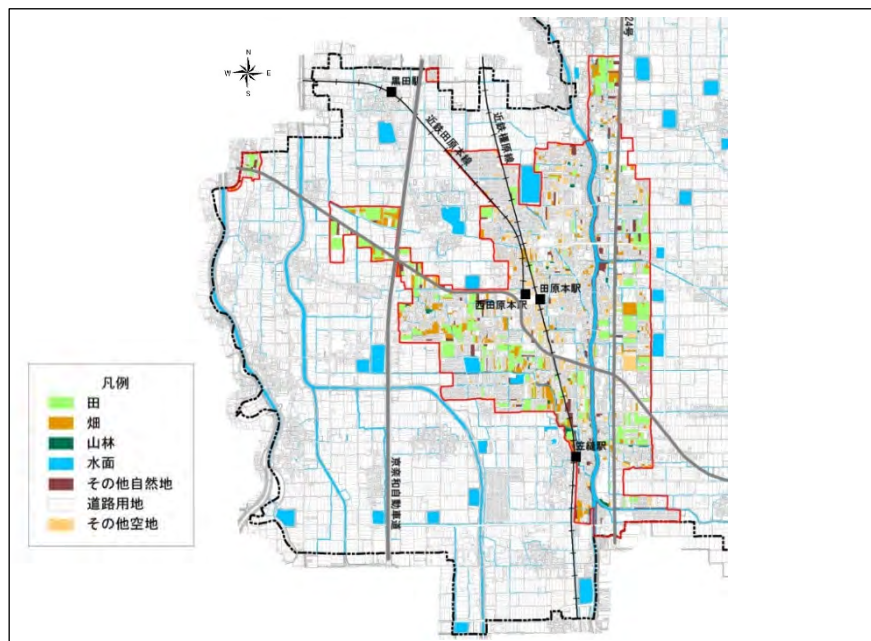 N
W
E
S
24号
黒田駅
近鉄田原本線
近鉄橿原線
西田原本駅
田原本駅
笠縫駅
京奈和自動車道
凡例
田
畑
山林
水面
その他自然地
道路用地
その他空地